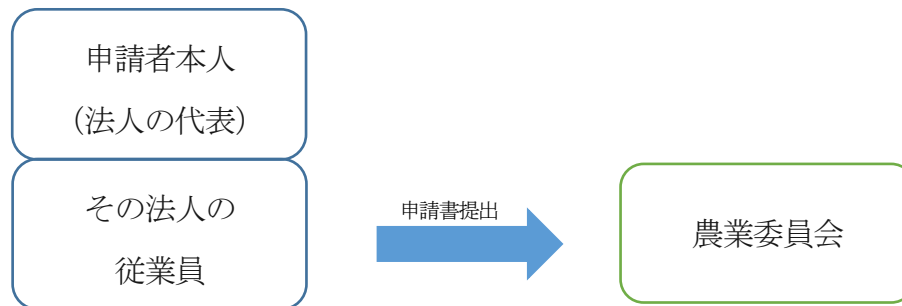 申請者本人
(法人の代表)
その法人の
従業員
申請書提出
農業委員会